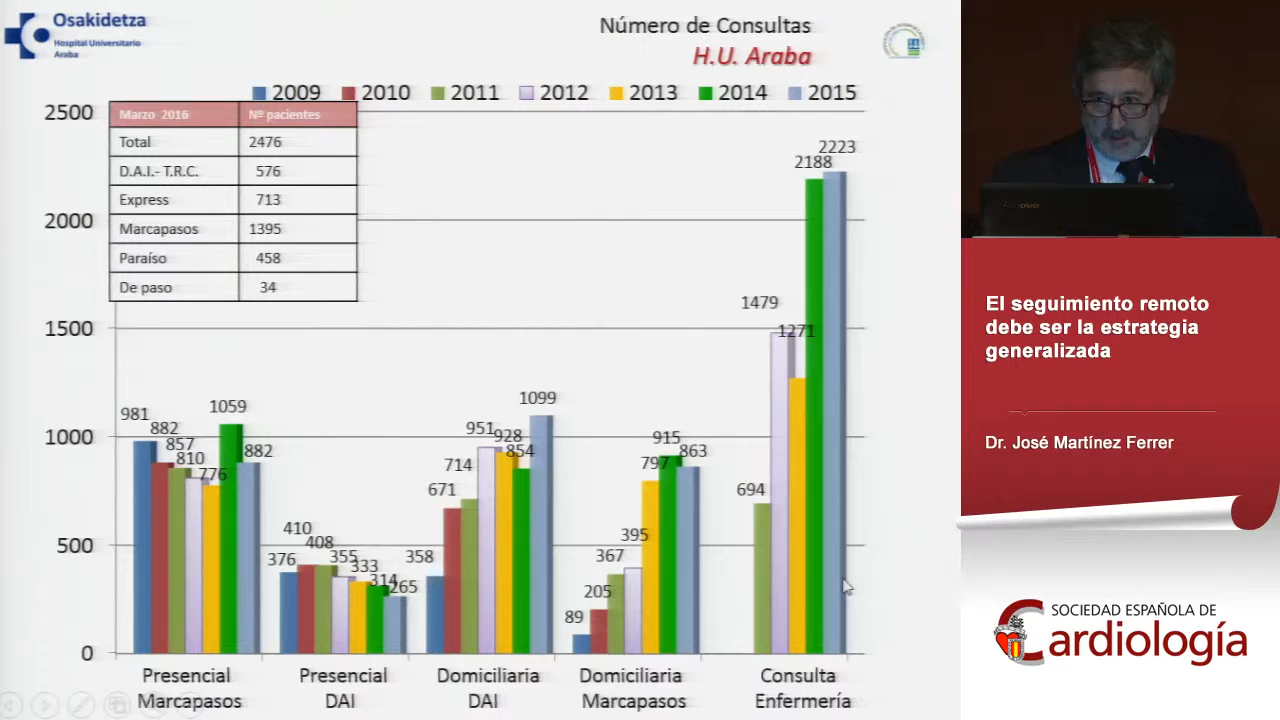 Osakidetza
Hospital Universitario
Araba
Número de Consultas
H.U. Araba
2009 2010 2011 2012 2013 2014 2015
Marzo 2016 Nº pacientes
Total 2476
D.A.I.- T.R.C. 576
Express 713
Marcapasos 1395
Paraíso 458
De paso 34
2500
2000
1500
1000
500
0
981
882
857
810
776
1059
882
376
410
408
355
333
314
265
358
671
714
951
928
854
1099
89
205
367
395
797
915
863
694
1479
1271
2188
2223
Presencial
Marcapasos
Presencial
DAI
Domiciliaria
DAI
Domiciliaria
Marcapasos
Consulta
Enfermería
El seguimiento remoto
debe ser la estrategia
generalizada
Dr. José Martínez Ferrer
SOCIEDAD ESPAÑOLA DE
Cardiología